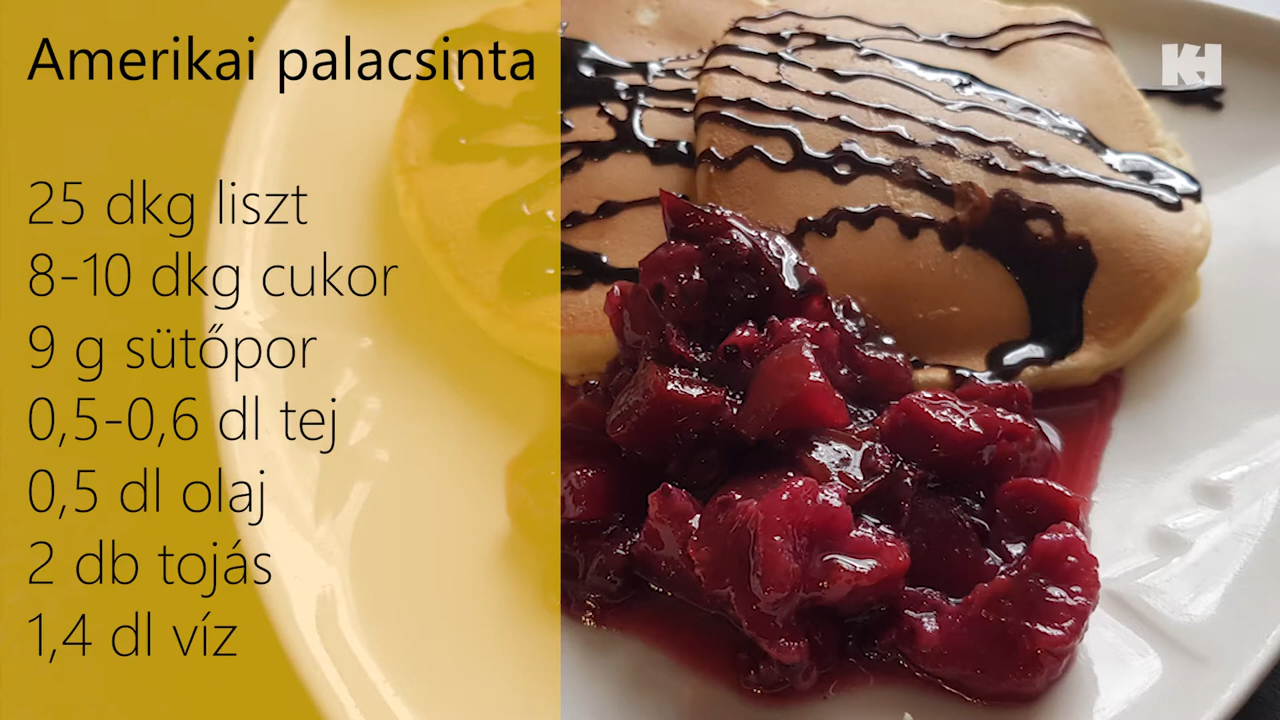 Amerikai palacsinta
25 dkg liszt
8-10 dkg cukor
9 g sütőpor
0,5-0,6 dl tej
0,5 dl olaj
2 db tojás
1,4 dl víz
KH